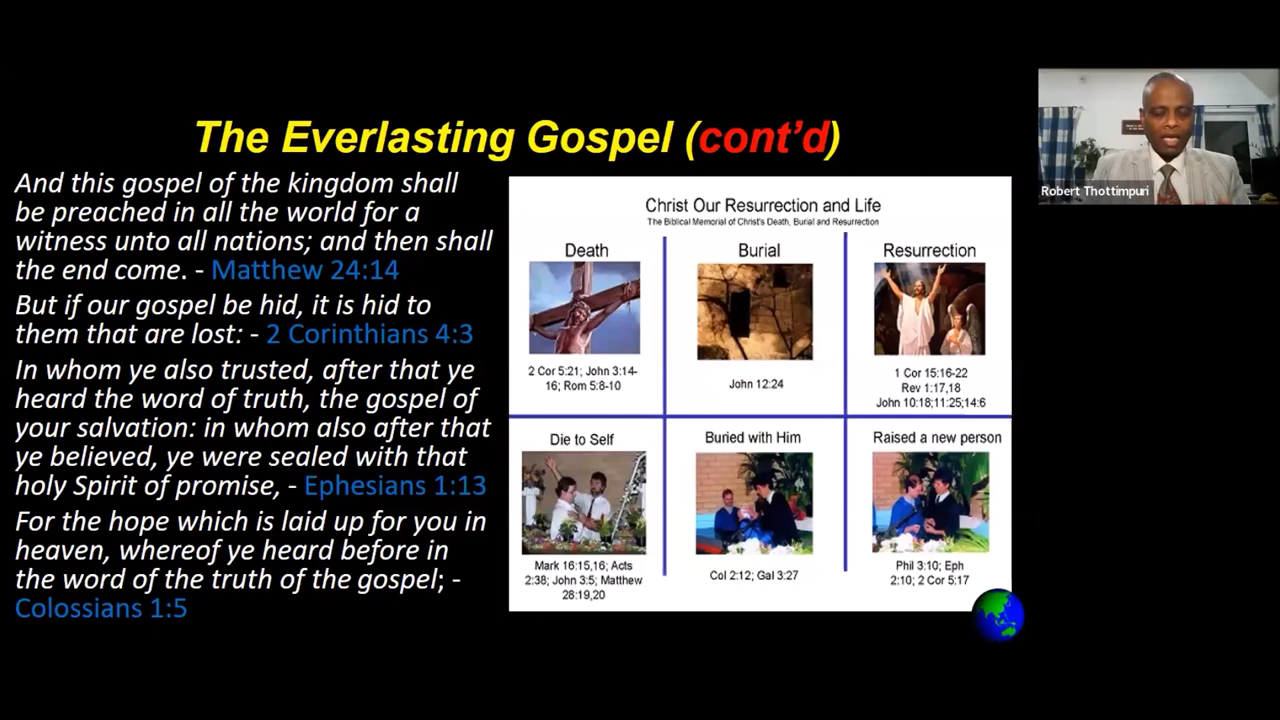 The Everlasting Gospel (cont'd)
And this gospel of the kingdom shall
be preached in all the world for a
witness unto all nations; and then shall
the end come. - Matthew 24:14
But if our gospel be hid, it is hid to
them that are lost: - 2 Corinthians 4:3
In whom ye also trusted, after that ye
heard the word of truth, the gospel of
your salvation: in whom also after that
ye believed, ye were sealed with that
holy Spirit of promise, - Ephesians 1:13
For the hope which is laid up for you in
heaven, whereof ye heard before in
the word of the truth of the gospel; -
Colossians 1:5
Christ Our Resurrection and Life
The Biblical Memorial of Christ's Death, Burial and Resurrection
Death
2 Cor 5:21; John 3:14-
16; Rom 5:8-10
Burial
John 12:24
Resurrection
1 Cor 15:16-22
Rev 1:17,18
John 10:18;11:25;14:6
Die to Self
Mark 16:15,16; Acts
2:38; John 3:5; Matthew
28:19,20
Buried with Him
Col 2:12; Gal 3:27
Raised a new person
Phil 3:10; Eph
2:10; 2 Cor 5:17
Robert Thottimpuri